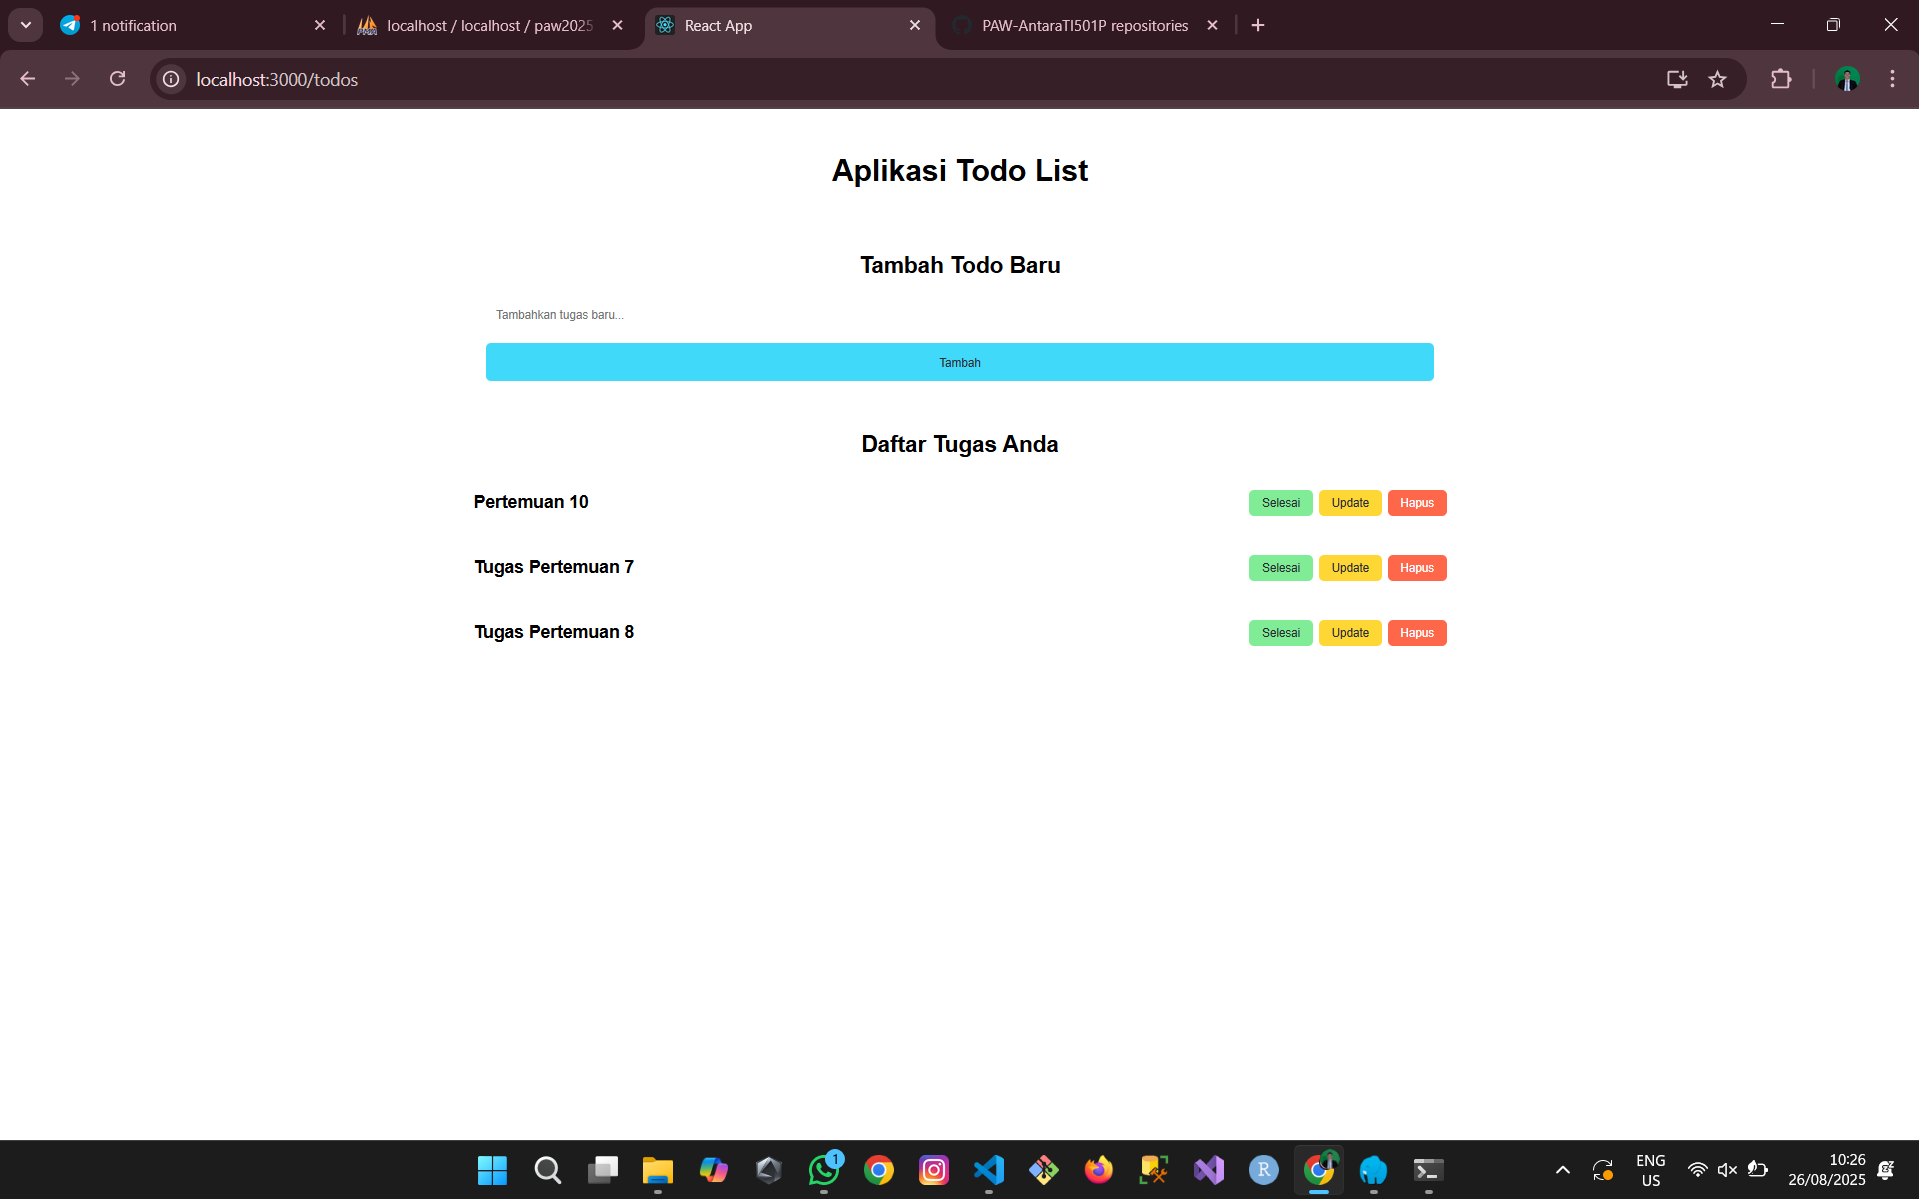 1 notification
localhost / localhost / paw2025
React App
PAW-AntaraTI501P repositories
localhost:3000/todos
Aplikasi Todo List
Tambah Todo Baru
Tambahkan tugas baru...
Tambah
Daftar Tugas Anda
Pertemuan 10 Selesai Update Hapus
Tugas Pertemuan 7 Selesai Update Hapus
Tugas Pertemuan 8 Selesai Update Hapus
1
R
ENG
US
10:26
26/08/2025